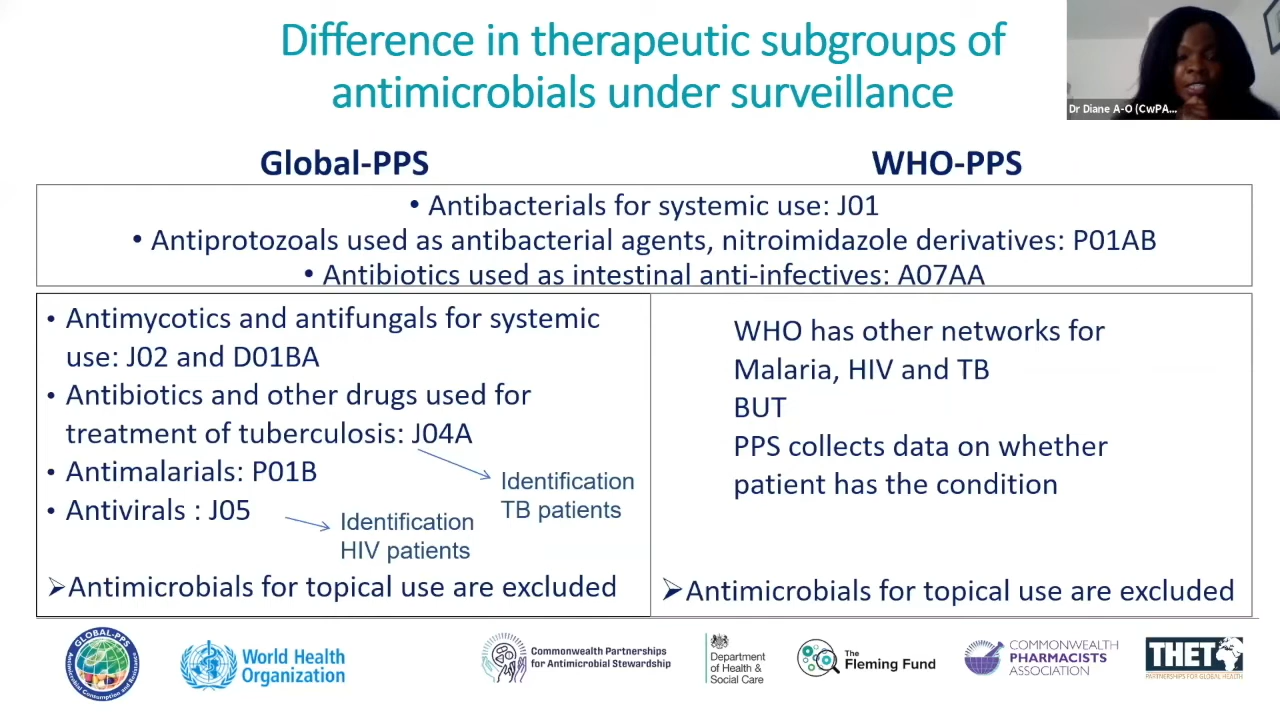 Difference in therapeutic subgroups of
antimicrobials under surveillance
Dr Diane A-O (CwPA...
Global-PPS
WHO-PPS
• Antibacterials for systemic use: J01
• Antiprotozoals used as antibacterial agents, nitroimidazole derivatives: P01AB
• Antibiotics used as intestinal anti-infectives: A07AA
• Antimycotics and antifungals for systemic
use: J02 and D01BA
• Antibiotics and other drugs used for
treatment of tuberculosis: J04A
• Antimalarials: P01B
• Antivirals : J05
Identification
TB patients
Identification
HIV patients
➢Antimicrobials for topical use are excluded
WHO has other networks for
Malaria, HIV and TB
BUT
PPS collects data on whether
patient has the condition
➢Antimicrobials for topical use are excluded
GLOBAL-PPS
World Health
Organization
Commonwealth Partnerships
for Antimicrobial Stewardship
Department
of Health &
Social Care
The
Fleming Fund
COMMONWEALTH
PHARMACISTS
ASSOCIATION
THET
PARTNERSHIPS FOR GLOBAL HEALTH